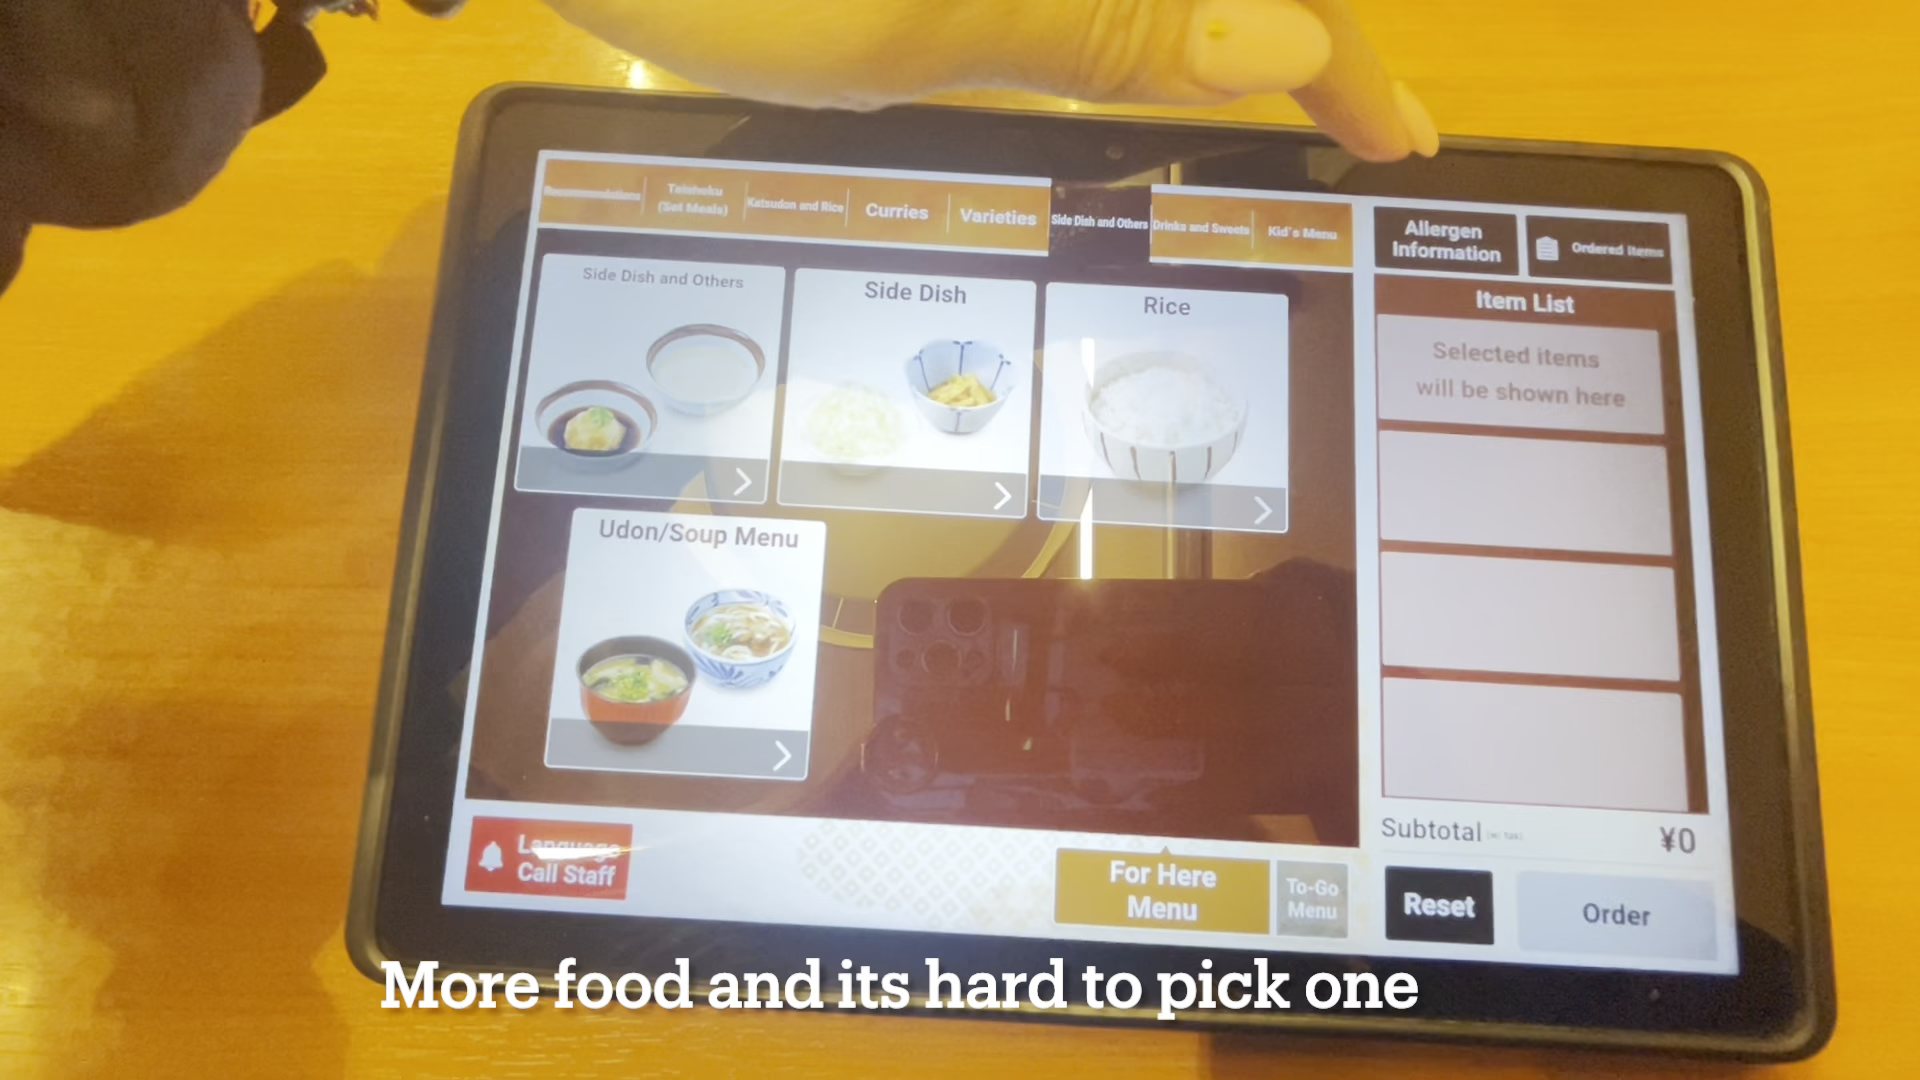 Recommendations
Teishoku
(Set Meals)
Katsudon and Rice
Curries
Varieties
Side Dish and Others
Drinks and Sweets
Kid's Menu
Allergen
Information
Ordered Items
Side Dish and Others
Side Dish
Rice
Udon/Soup Menu
Item List
Selected items
will be shown here
Subtotal (w/ tax)
¥0
Language
Call Staff
For Here
Menu
To-Go
Menu
Reset
Order
More food and its hard to pick one